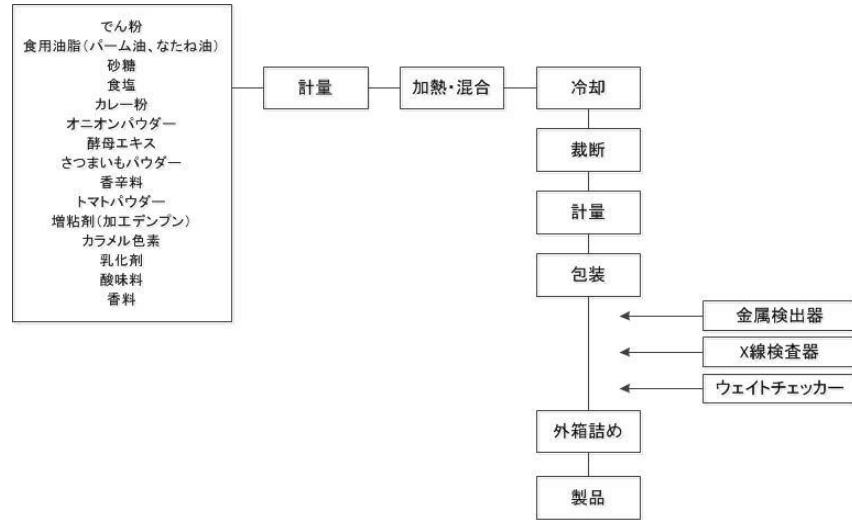 でん粉
食用油脂（パーム油、なたね油）
砂糖
食塩
カレー粉
オニオンパウダー
酵母エキス
さつまいもパウダー
香辛料
トマトパウダー
増粘剤（加工デンプン）
カラメル色素
乳化剤
酸味料
香料
計量
加熱・混合
冷却
裁断
計量
包装
金属検出器
X線検査器
ウェイトチェッカー
外箱詰め
製品